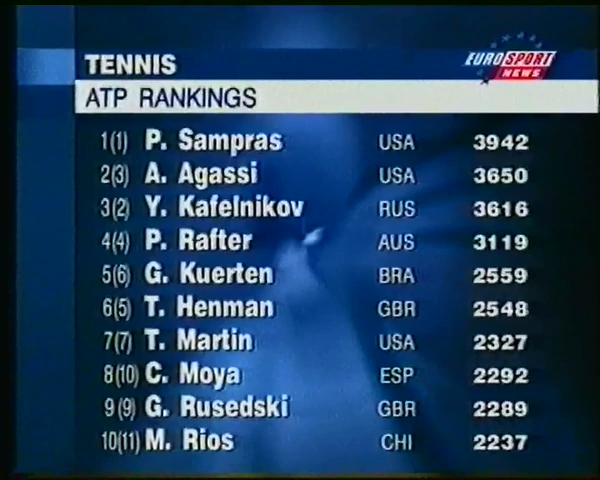 TENNIS
EUROSPORT
NEWS
ATP RANKINGS
1(1) P. Sampras USA 3942
2(3) A. Agassi USA 3650
3(2) Y. Kafelnikov RUS 3616
4(4) P. Rafter AUS 3119
5(6) G. Kuerten BRA 2559
6(5) T. Henman GBR 2548
7(7) T. Martin USA 2327
8(10) C. Moya ESP 2292
9(9) G. Rusedski GBR 2289
10(11) M. Rios CHI 2237